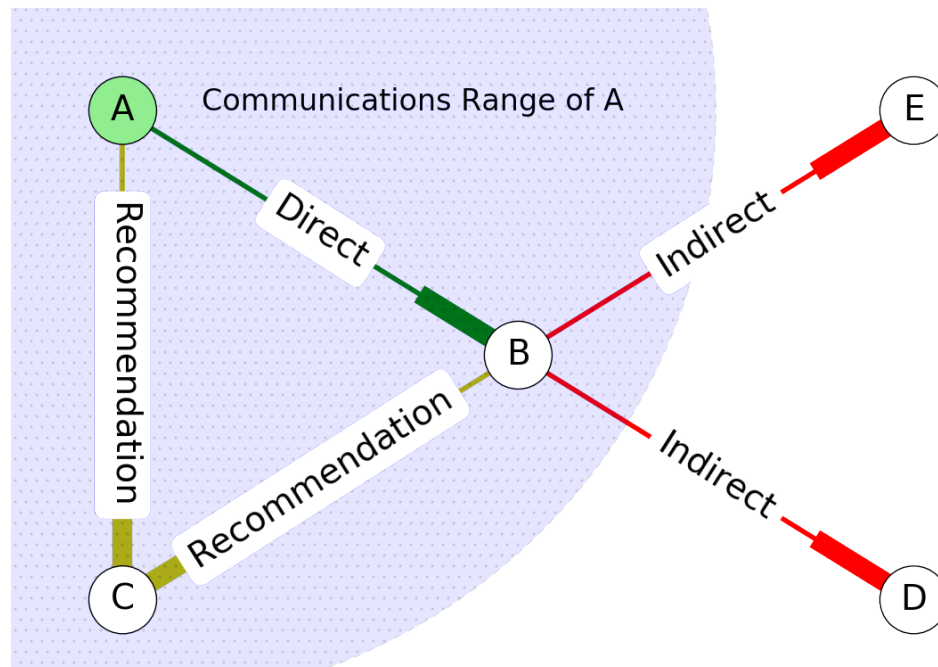 A
Communications Range of A
E
Direct
Indirect
Recommendation
B
Recommendation
Indirect
C
D